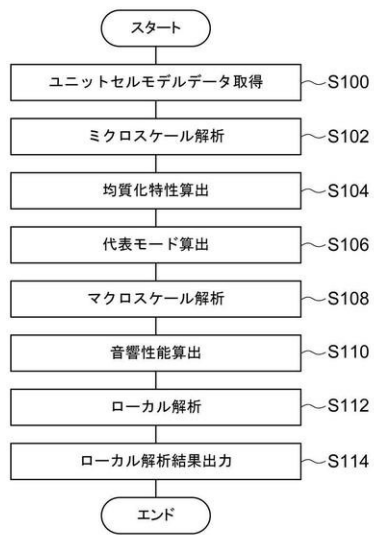 スタート
ユニットセルモデルデータ取得 S100
ミクロスケール解析 S102
均質化特性算出 S104
代表モード算出 S106
マクロスケール解析 S108
音響性能算出 S110
ローカル解析 S112
ローカル解析結果出力 S114
エンド